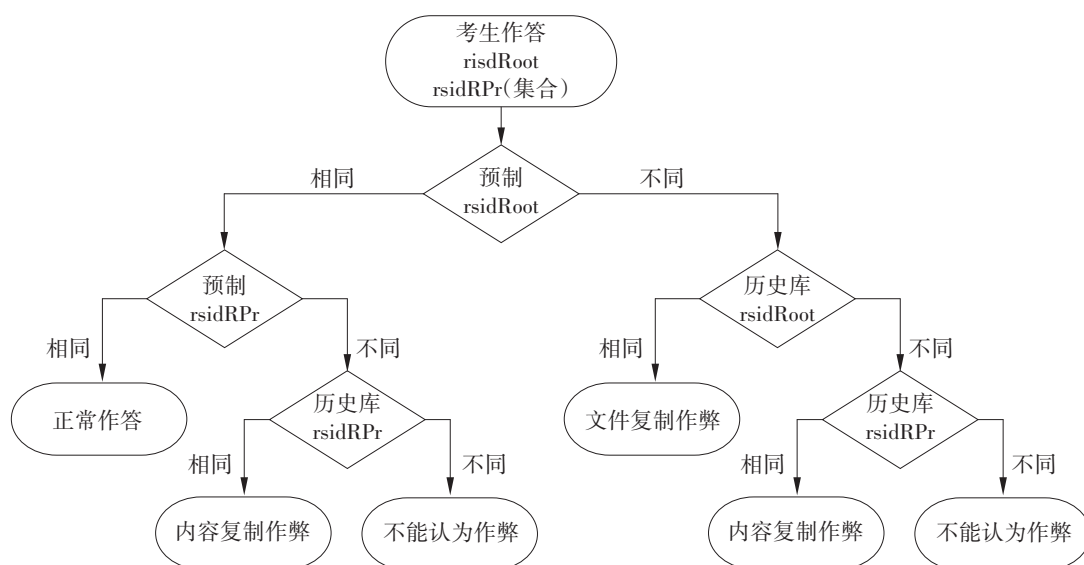 考生作答
risdRoot
rsidRPr(集合)
相同
预制
rsidRoot
不同
预制
rsidRPr
历史库
rsidRoot
相同
不同
相同
不同
正常作答
历史库
rsidRPr
文件复制作弊
历史库
rsidRPr
相同
不同
相同
不同
内容复制作弊
不能认为作弊
内容复制作弊
不能认为作弊